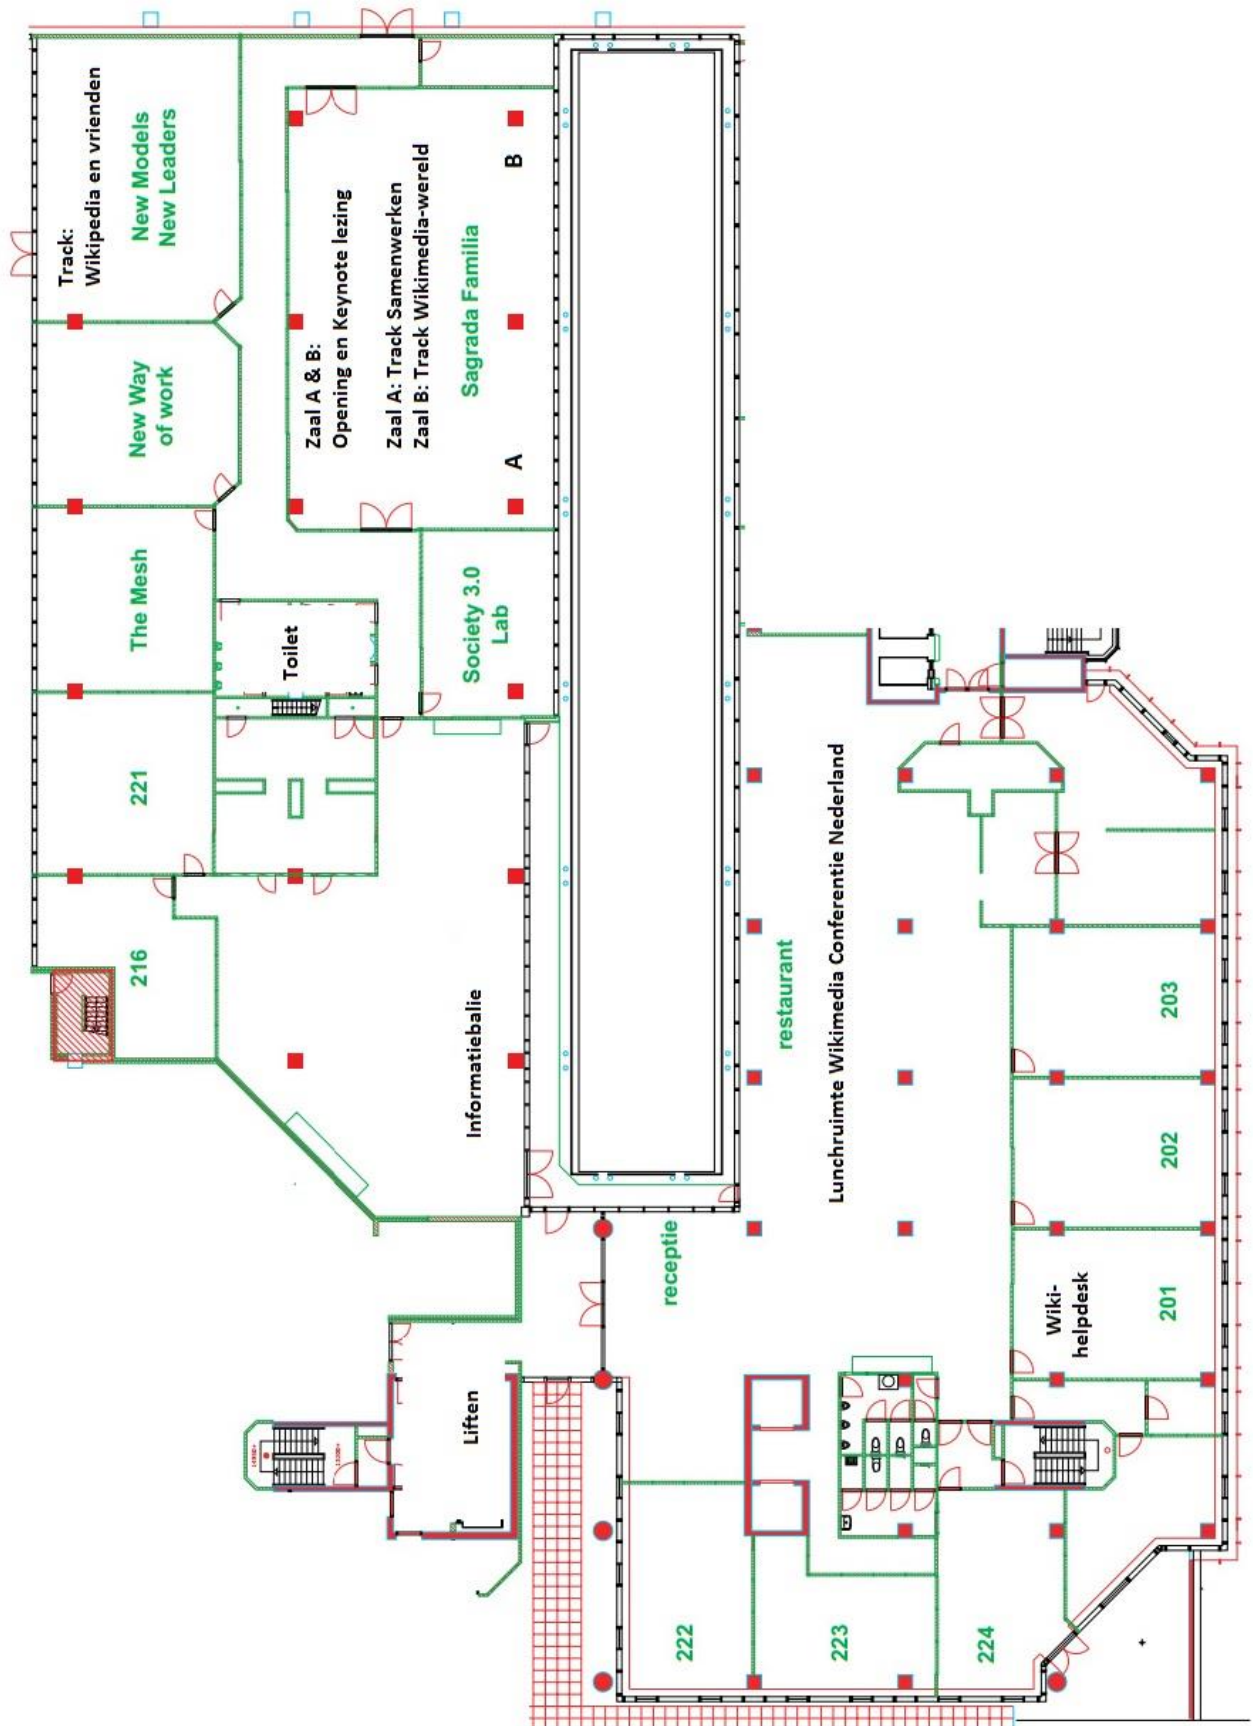 Track:
Wikipedia en vrienden
New Models
New Leaders
New Way
of work
The Mesh
221
216
Toilet
Zaal A & B:
Opening en Keynote lezing
Zaal A: Track Samenwerken
Zaal B: Track Wikimedia-wereld
Sagrada Familia
A
B
Society 3.0
Lab
Informatiebalie
Liften
receptie
restaurant
Lunchruimte Wikimedia Conferentie Nederland
203
202
201
Wiki-
helpdesk
222
223
224